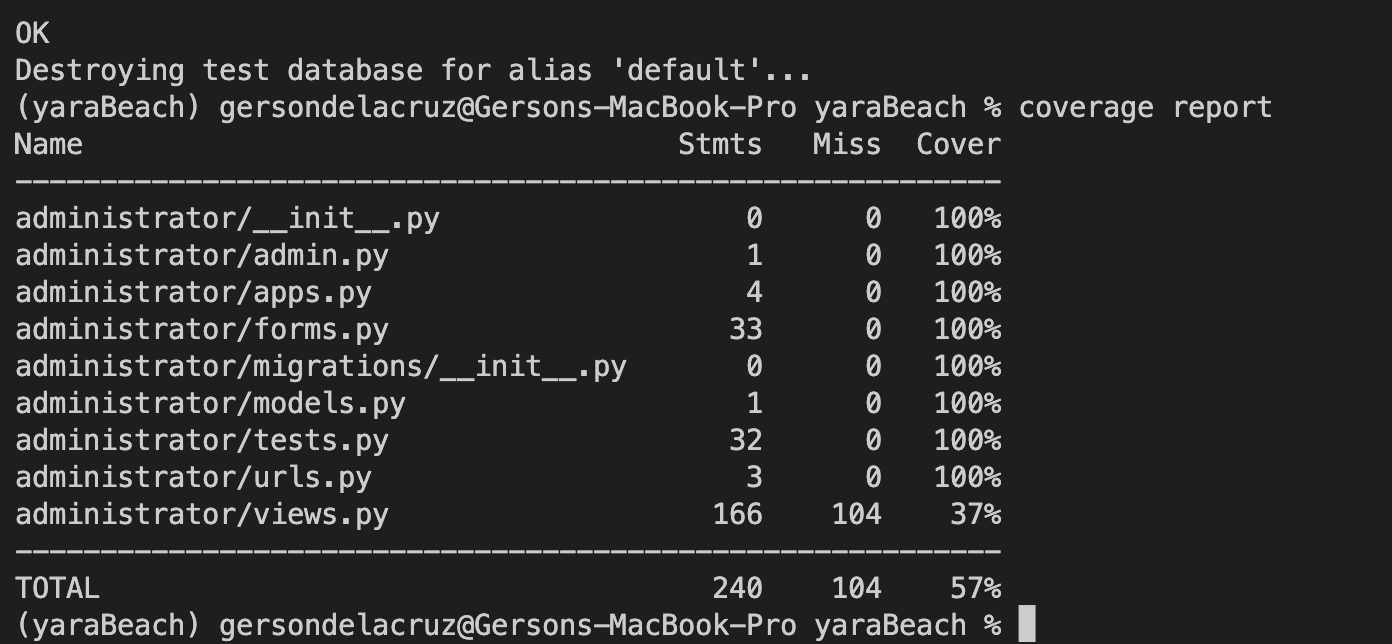 OK
Destroying test database for alias 'default'...
(yaraBeach) gersondelacruz@Gersons-MacBook-Pro yaraBeach % coverage report
Name                                       Stmts   Miss  Cover
----------------------------------------------------------
administrator/__init__.py                      0      0   100%
administrator/admin.py                         1      0   100%
administrator/apps.py                          4      0   100%
administrator/forms.py                        33      0   100%
administrator/migrations/__init__.py           0      0   100%
administrator/models.py                        1      0   100%
administrator/tests.py                        32      0   100%
administrator/urls.py                          3      0   100%
administrator/views.py                       166    104    37%
----------------------------------------------------------
TOTAL                                        240    104    57%
(yaraBeach) gersondelacruz@Gersons-MacBook-Pro yaraBeach %